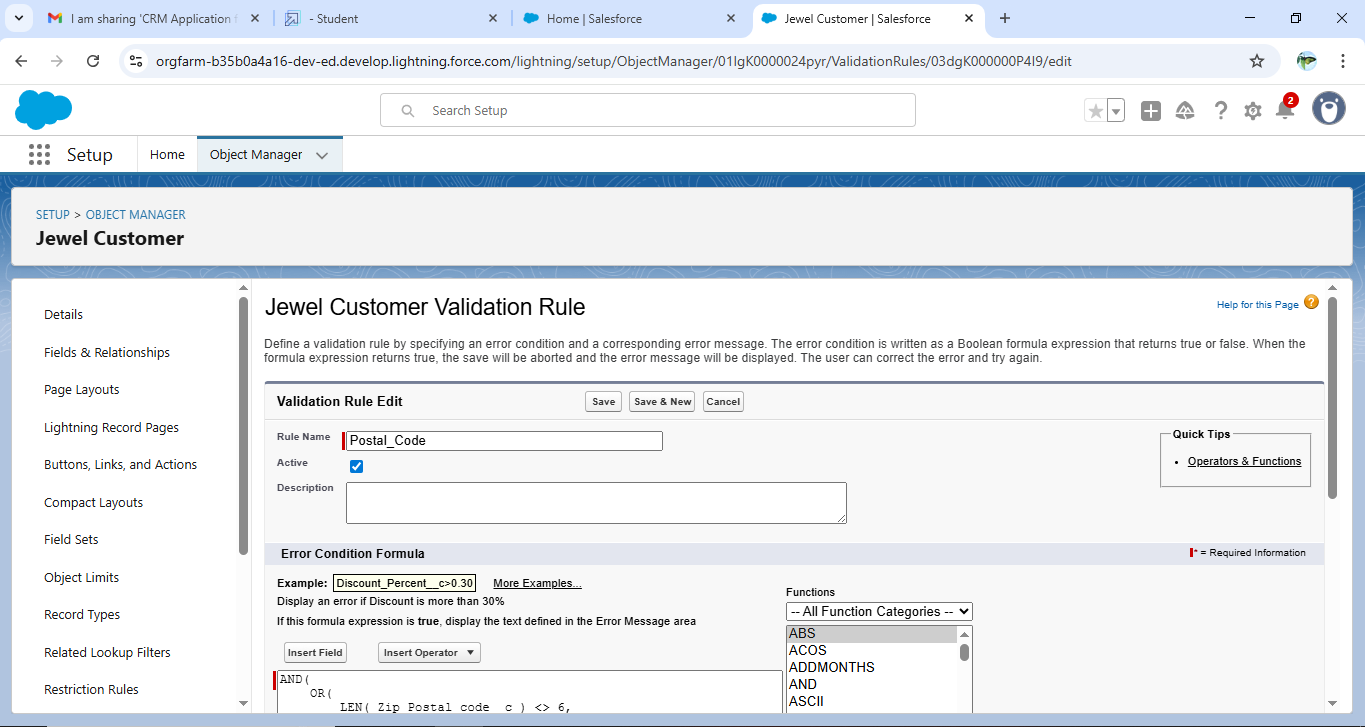 I am sharing 'CRM Application f
- Student
Home | Salesforce
Jewel Customer | Salesforce
orgfarm-b35b0a4a16-dev-ed.develop.lightning.force.com/lightning/setup/ObjectManager/01IgK0000024pyr/ValidationRules/03dgK000000P4I9/edit
Search Setup
2
Setup
Home
Object Manager
SETUP > OBJECT MANAGER
Jewel Customer
Details
Fields & Relationships
Page Layouts
Lightning Record Pages
Buttons, Links, and Actions
Compact Layouts
Field Sets
Object Limits
Record Types
Related Lookup Filters
Restriction Rules
Jewel Customer Validation Rule
Help for this Page ?
Define a validation rule by specifying an error condition and a corresponding error message. The error condition is written as a Boolean formula expression that returns true or false. When the
formula expression returns true, the save will be aborted and the error message will be displayed. The user can correct the error and try again.
Validation Rule Edit
Save
Save & New
Cancel
Rule Name
Postal_Code
Active
Description
Quick Tips
• Operators & Functions
Error Condition Formula
* = Required Information
Example: Discount_Percent__c>0.30 More Examples...
Display an error if Discount is more than 30%
If this formula expression is true, display the text defined in the Error Message area
Insert Field
Insert Operator
AND(
OR(
LEN( Zip_Postal_code__c ) <> 6,
Functions
-- All Function Categories --
ABS
ACOS
ADDMONTHS
AND
ASCII